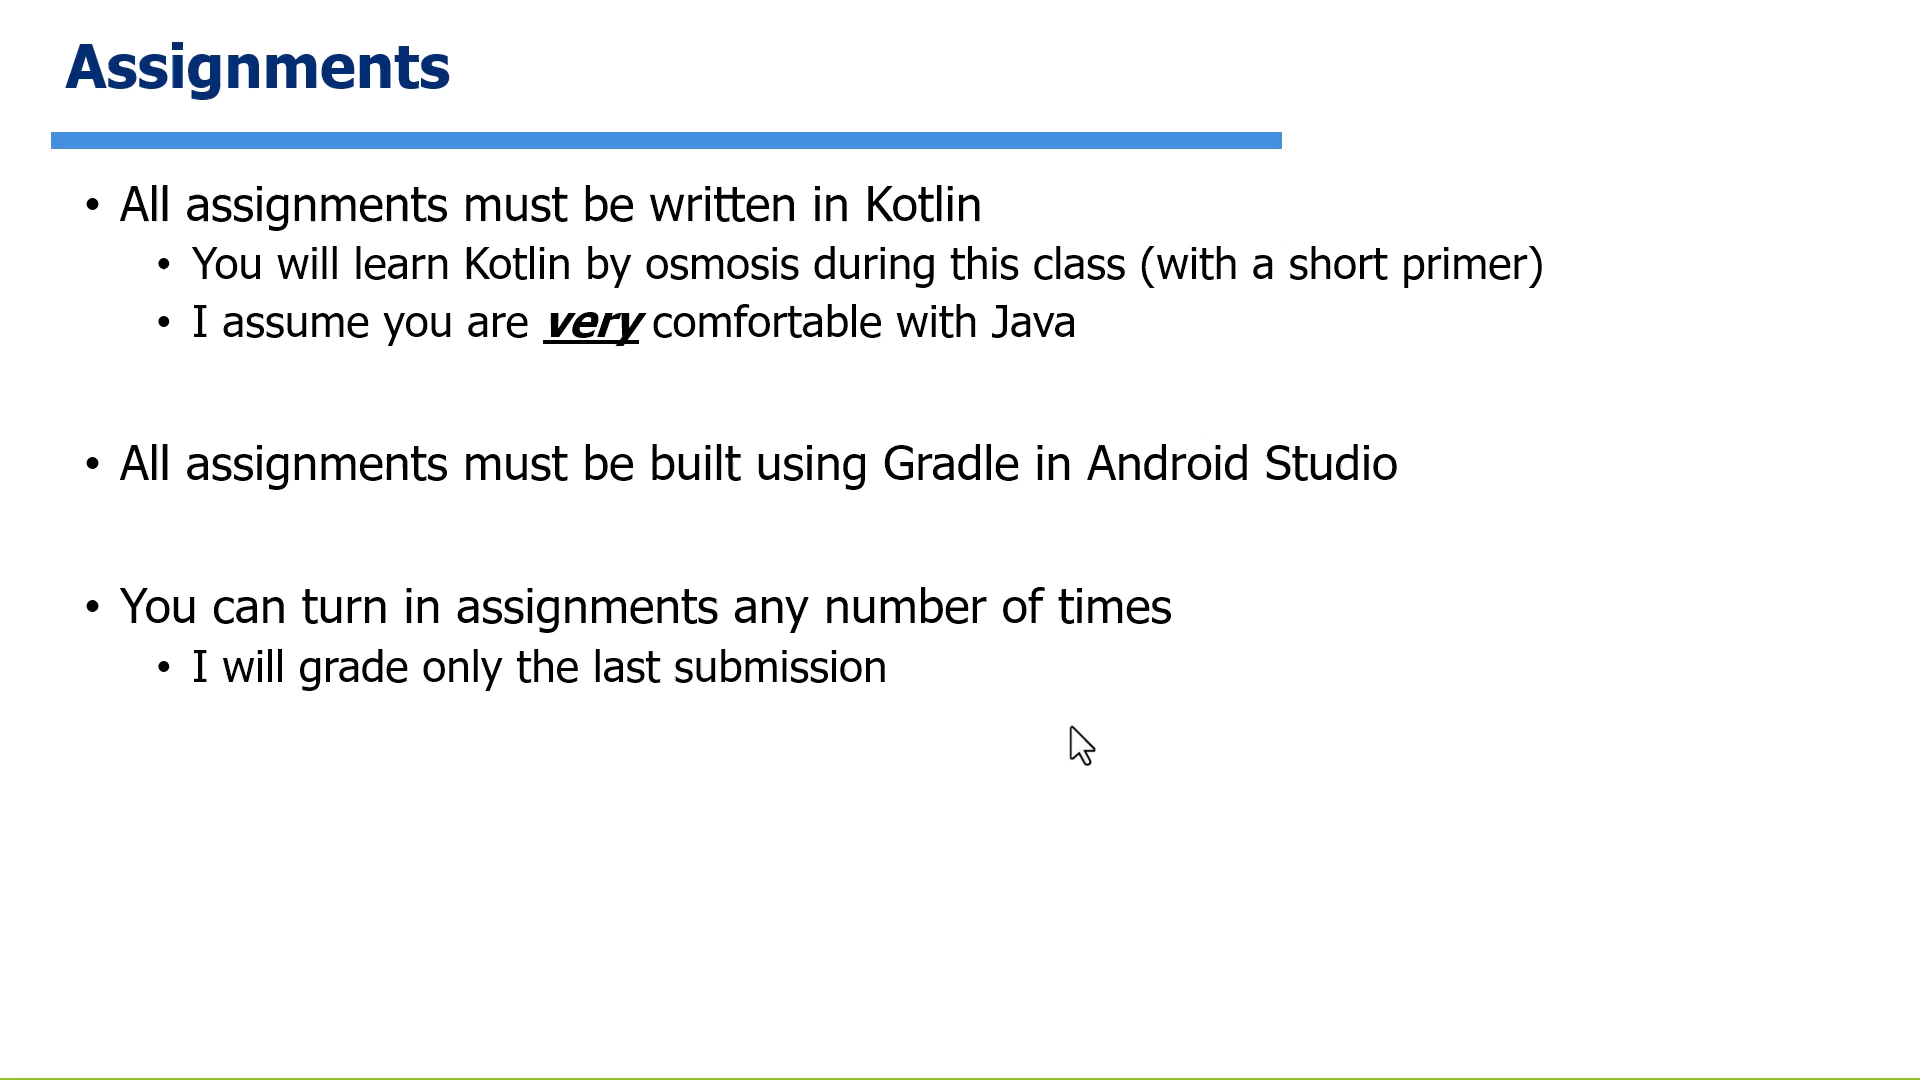 Assignments
• All assignments must be written in Kotlin
• You will learn Kotlin by osmosis during this class (with a short primer)
• I assume you are very comfortable with Java
• All assignments must be built using Gradle in Android Studio
• You can turn in assignments any number of times
• I will grade only the last submission